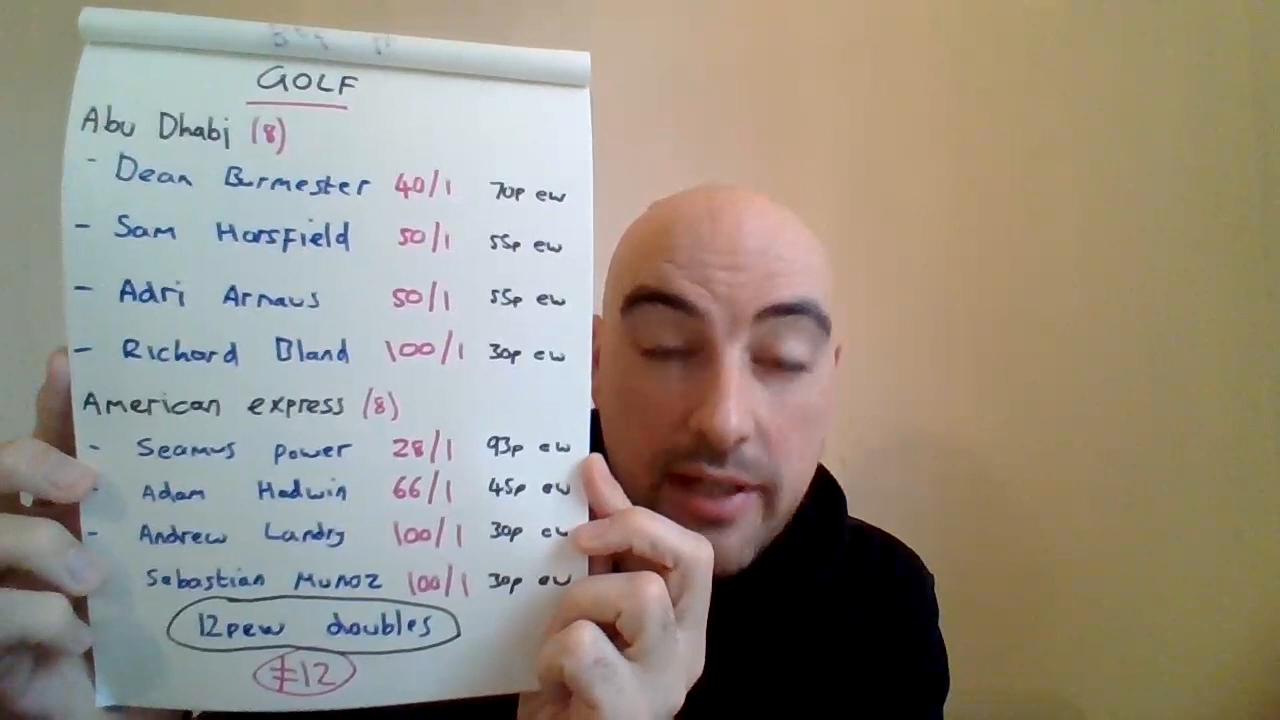 GOLF
Abu Dhabi (8)
- Dean Burmester 40/1 70p ew
- Sam Horsfield 50/1 55p ew
- Adri Arnaus 50/1 55p ew
- Richard Bland 100/1 30p ew
American express (8)
- Seamus Power 28/1 93p ew
- Adam Hadwin 66/1 45p ew
- Andrew Landry 100/1 30p ew
Sebastian Munoz 100/1 30p ew
12pew doubles
£12